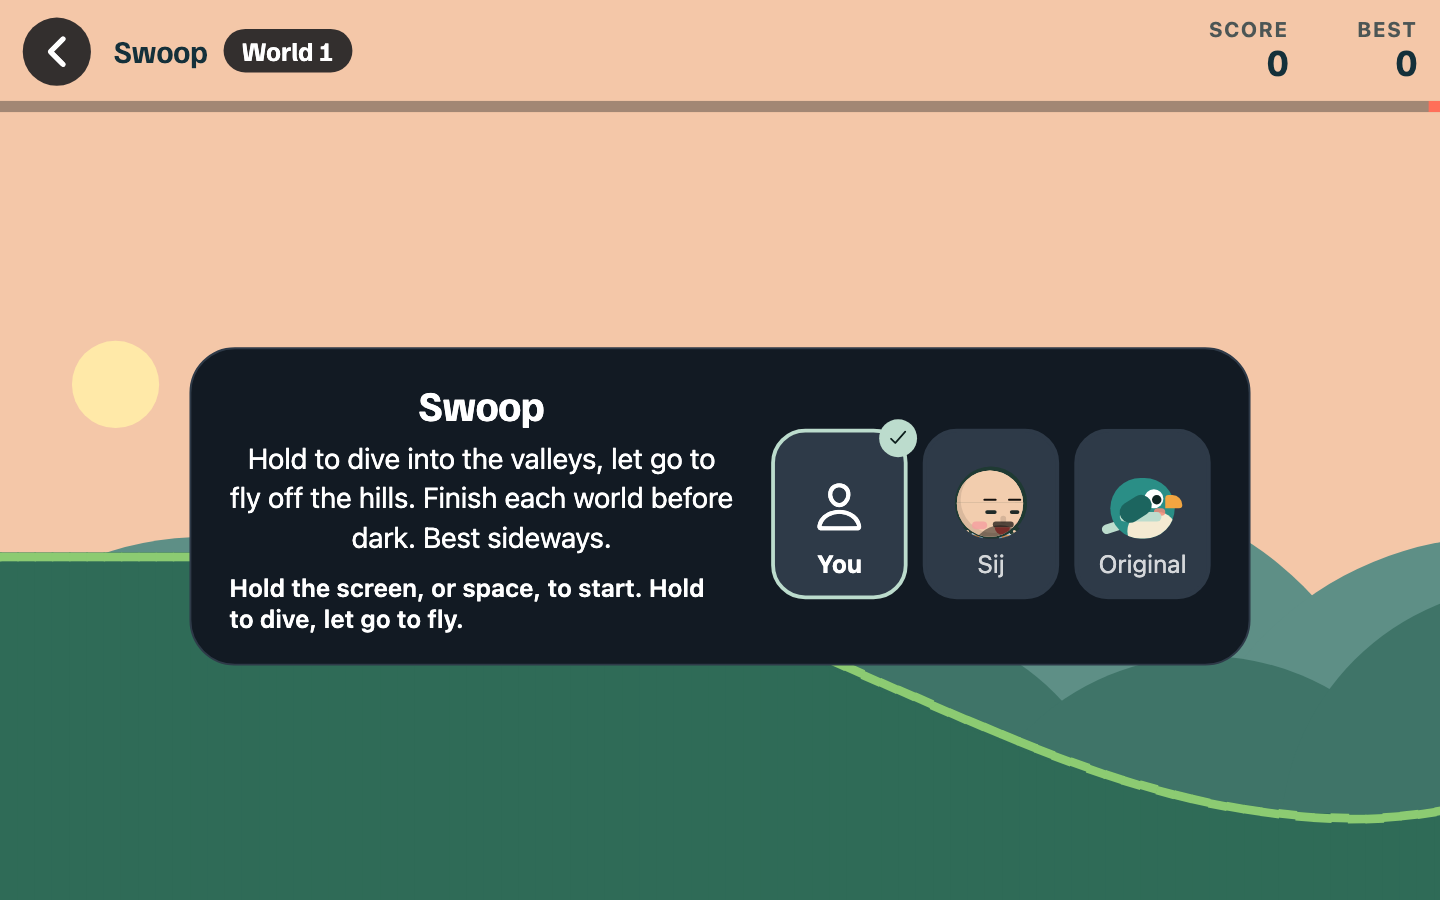 Swoop
World 1
SCORE
0
BEST
0
Swoop
Hold to dive into the valleys, let go to
fly off the hills. Finish each world before
dark. Best sideways.
Hold the screen, or space, to start. Hold
to dive, let go to fly.
You
Sij
Original